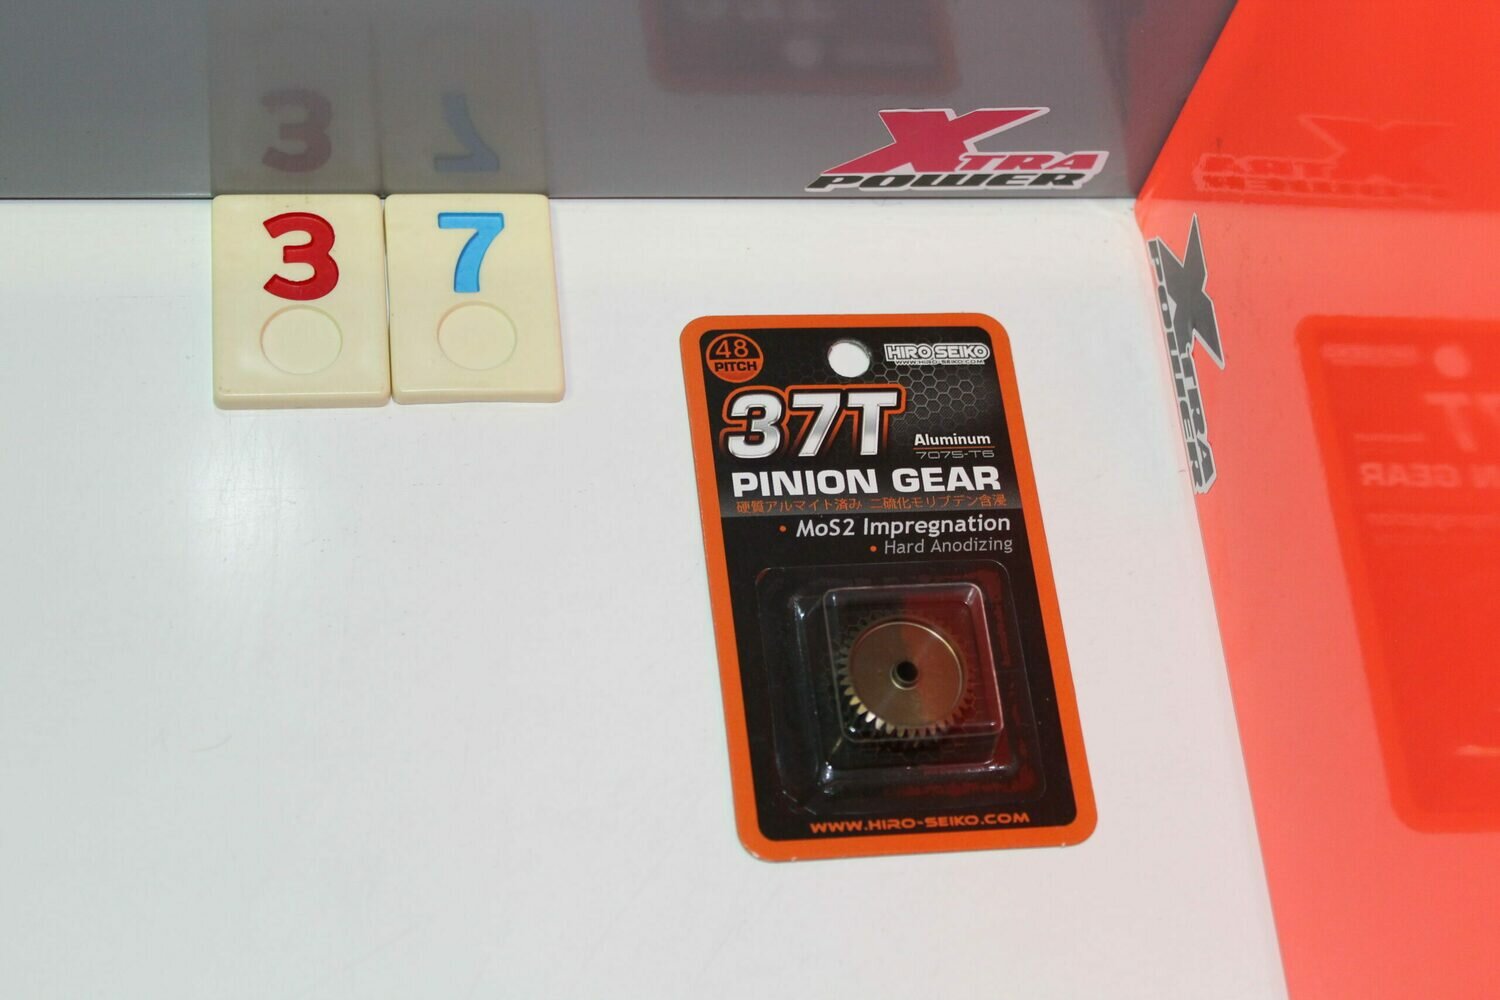 XTRA
POWER
3 7
XTRA
POWER
48
PITCH
HIRO SEIKO
WWW.HIRO-SEIKO.COM
37T
Aluminum
7075-T6
PINION GEAR
硬質アルマイト済み 二硫化モリブデン含浸
• MoS2 Impregnation
• Hard Anodizing
WWW.HIRO-SEIKO.COM